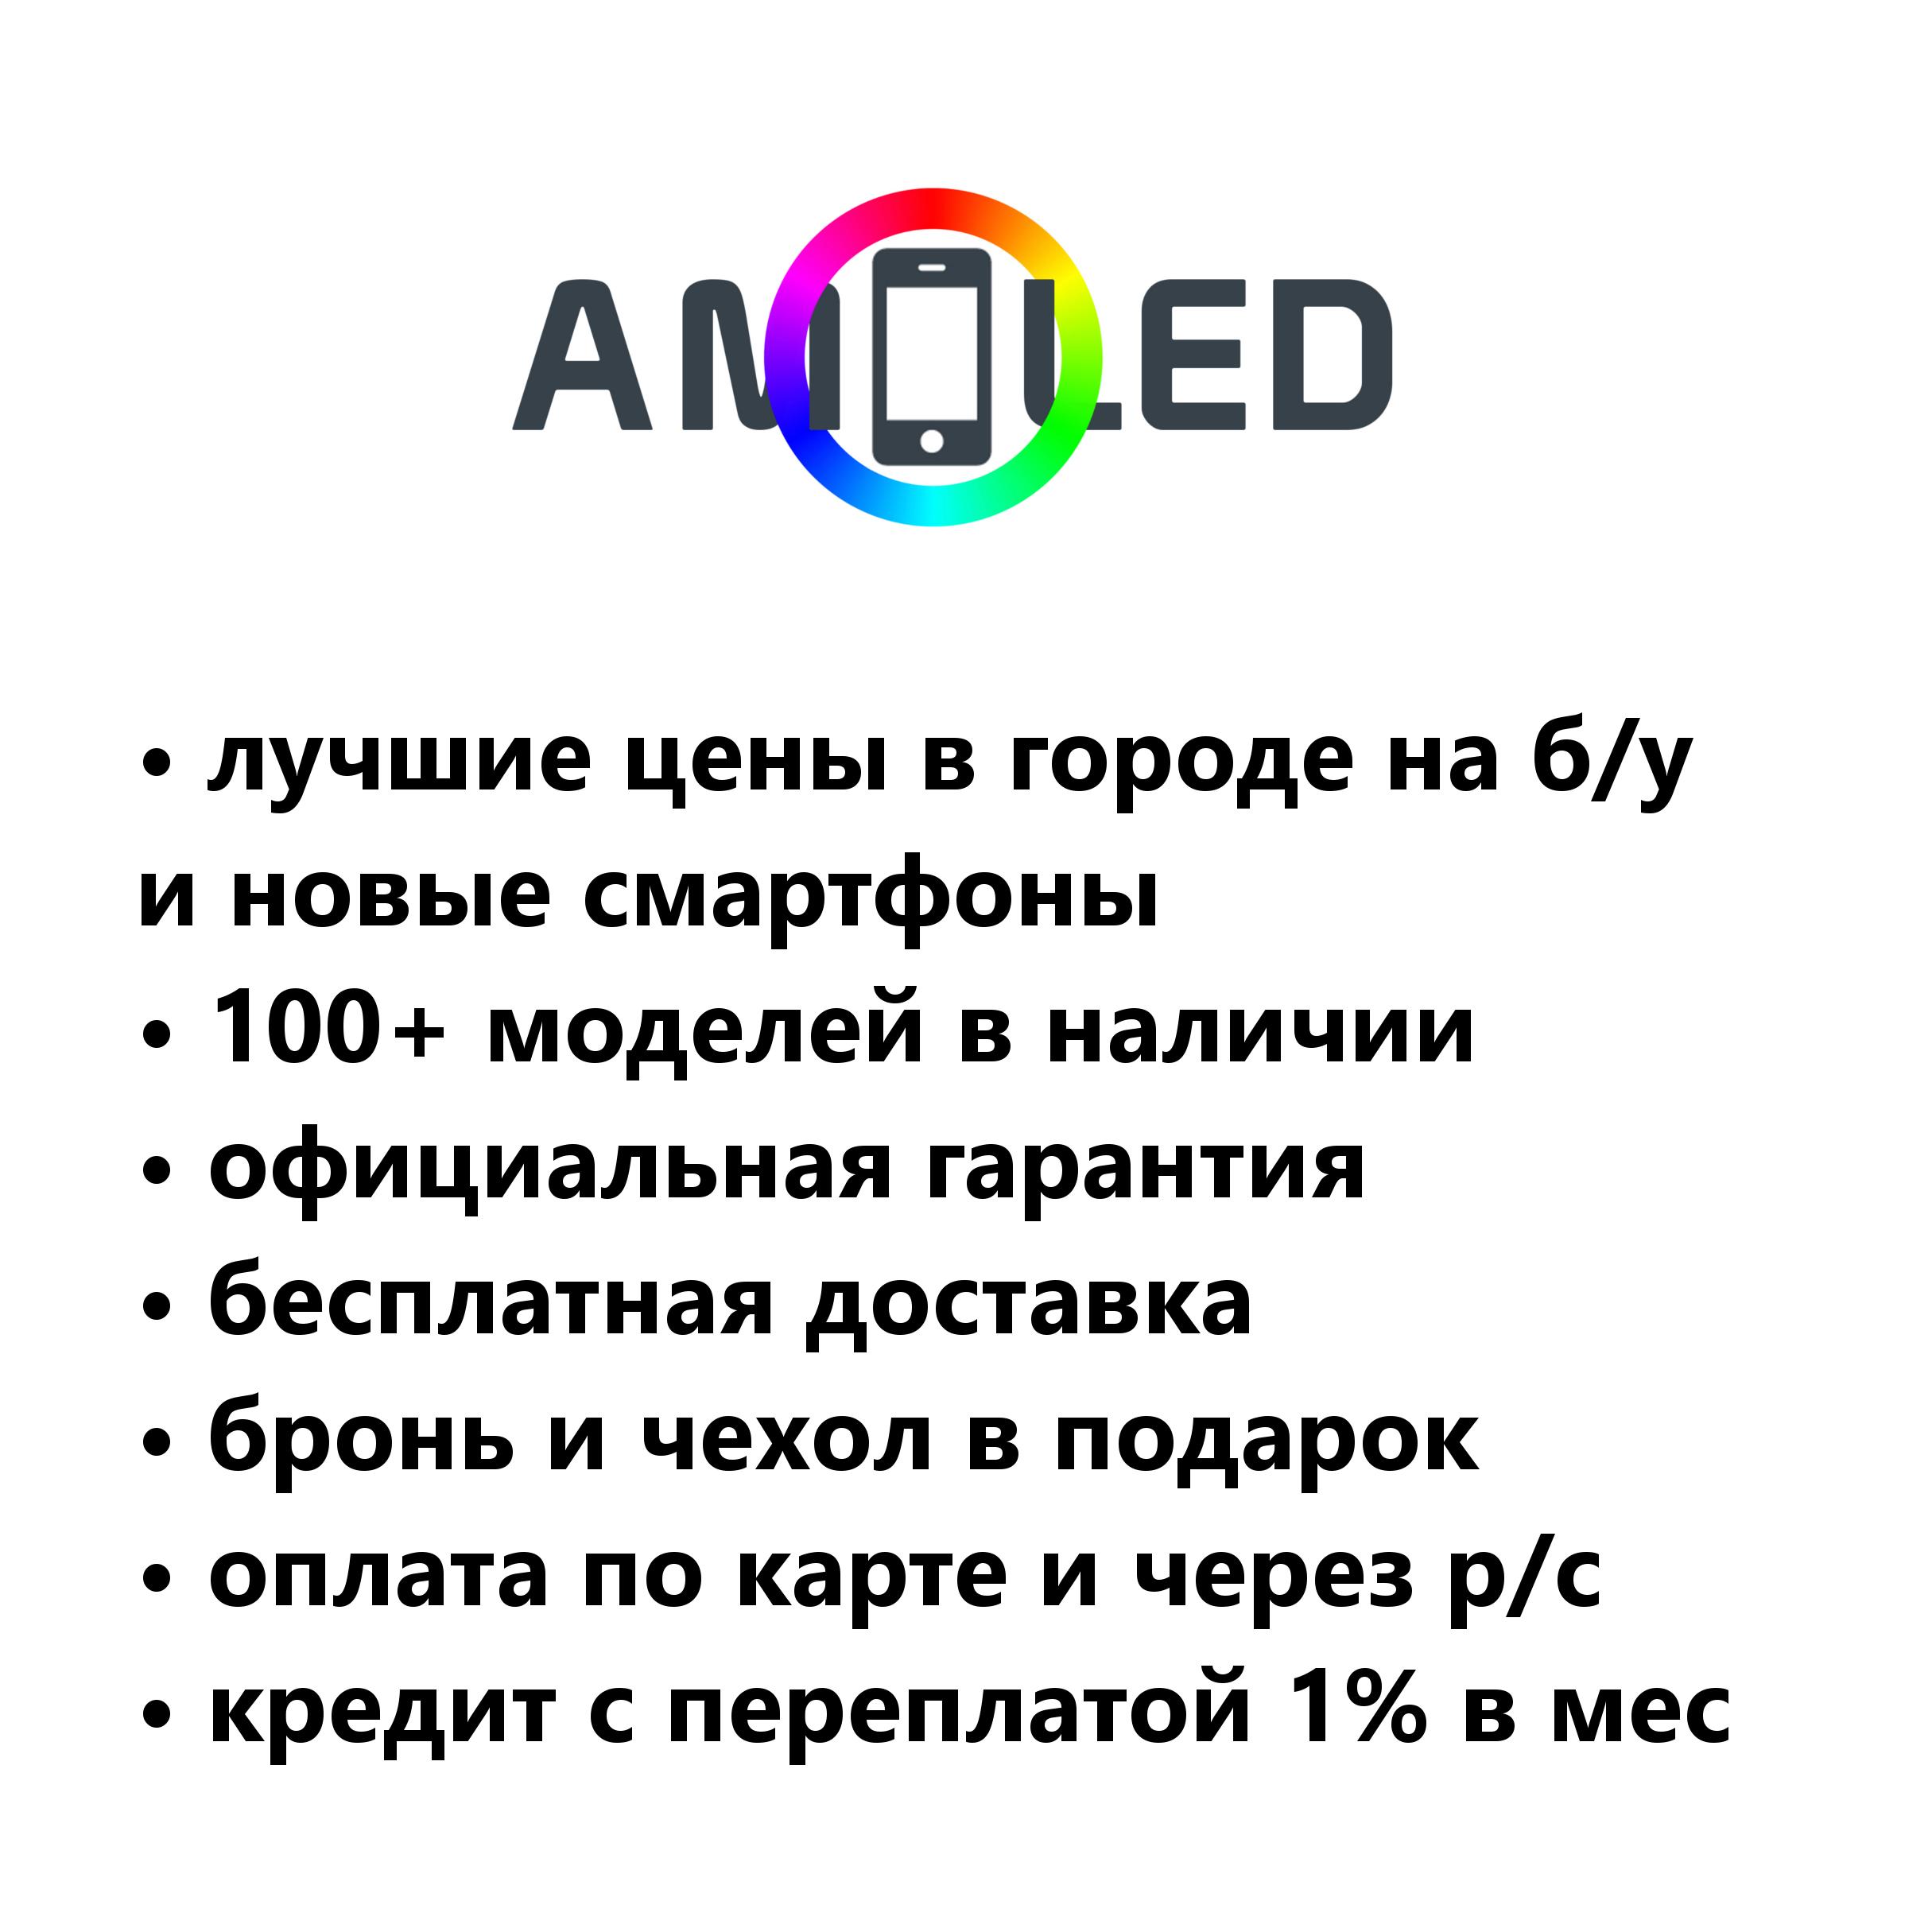 AMOLED
• лучшие цены в городе на б/у
и новые смартфоны
• 100+ моделей в наличии
• официальная гарантия
• бесплатная доставка
• бронь и чехол в подарок
• оплата по карте и через р/с
• кредит с переплатой 1% в мес